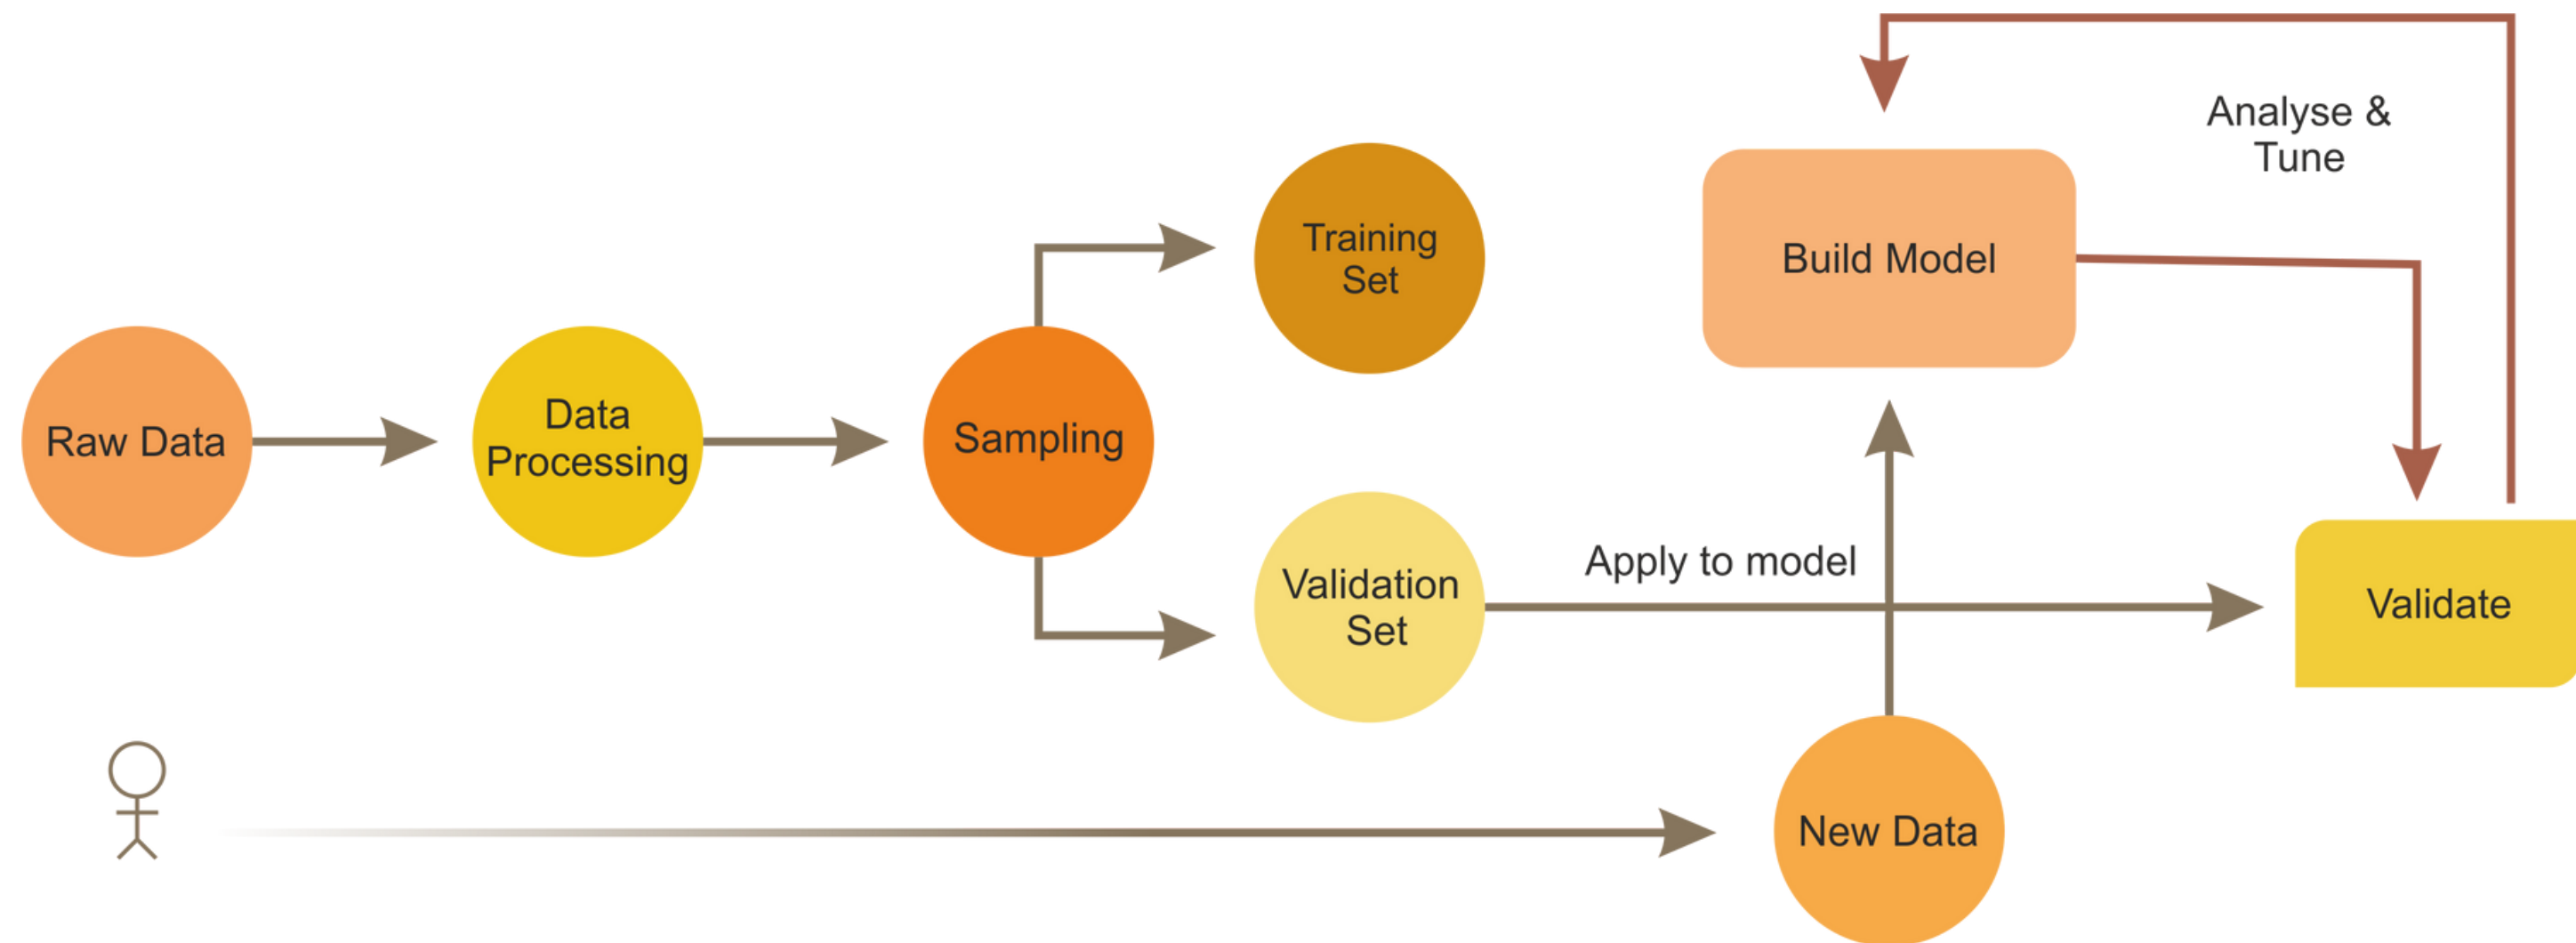 Raw Data
Data
Processing
Sampling
Training
Set
Validation
Set
Apply to model
Build Model
Analyse &
Tune
Validate
New Data